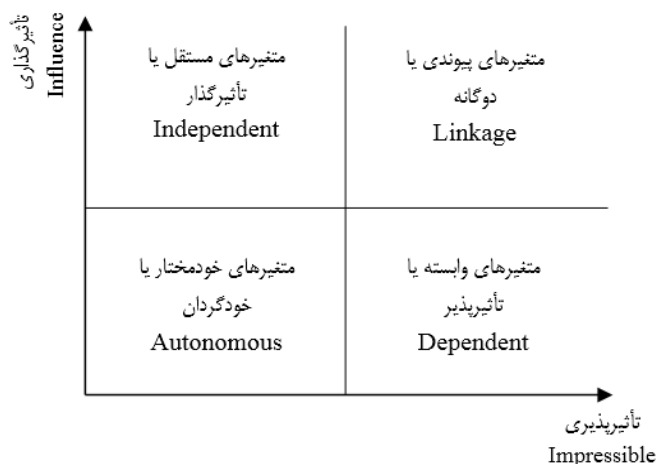 تأثیرگذاری
Influence
متغیرهای مستقل یا
تأثیرگذار
Independent
متغیرهای پیوندی یا
دوگانه
Linkage
متغیرهای خودمختار یا
خودگردان
Autonomous
متغیرهای وابسته یا
تأثیرپذیر
Dependent
تأثیرپذیری
Impressible